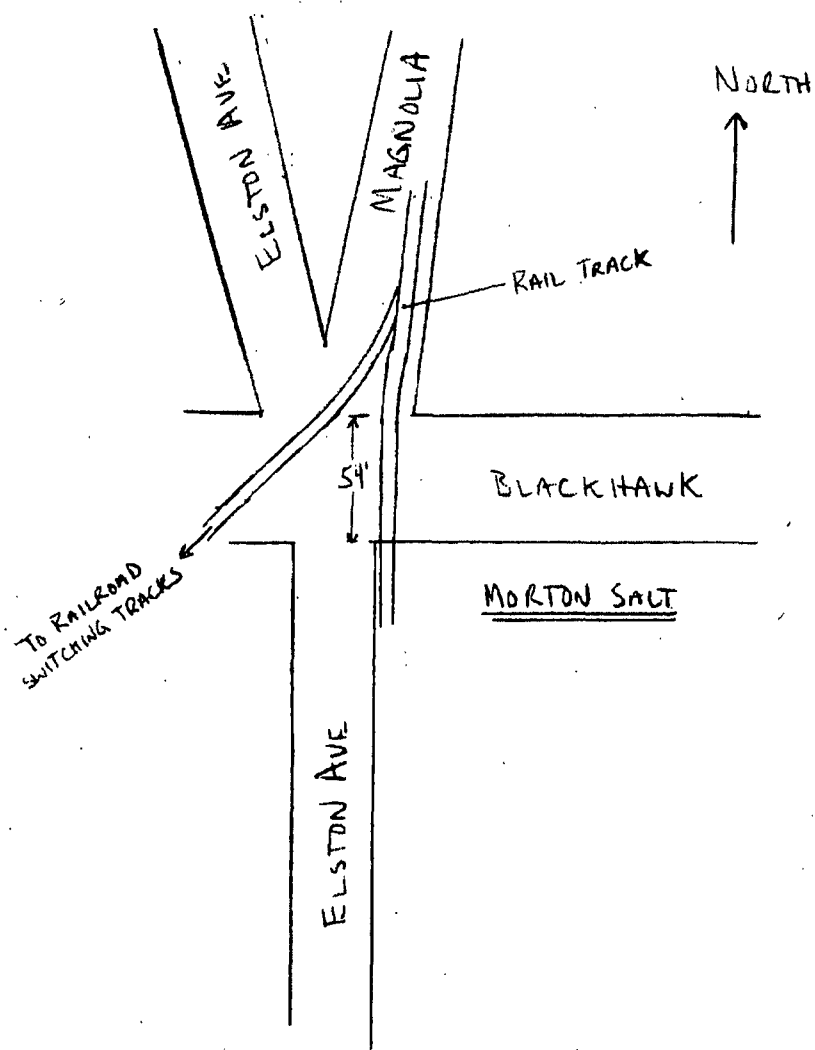 ELSTON AVE.
MAGNOLIA
NORTH
RAIL TRACK
54'
BLACKHAWK
TO RAILROAD
SWITCHING TRACKS
MORTON SALT
ELSTON AVE